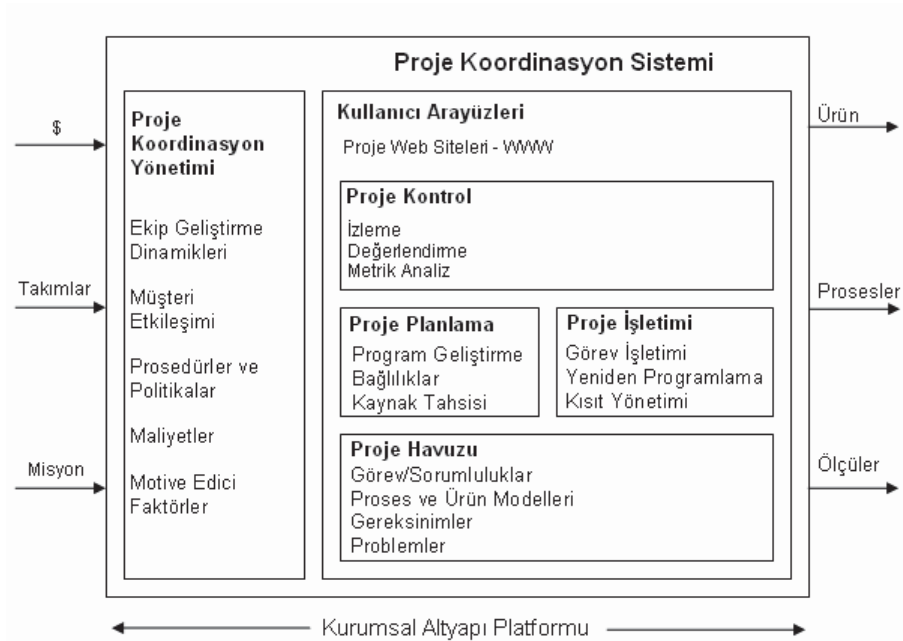 Proje Koordinasyon Sistemi
$
Takımlar
Misyon
Proje
Koordinasyon
Yönetimi
Ekip Geliştirme
Dinamikleri
Müşteri
Etkileşimi
Prosedürler ve
Politikalar
Maliyetler
Motive Edici
Faktörler
Kullanıcı Arayüzleri
Proje Web Siteleri - WWW
Proje Kontrol
İzleme
Değerlendirme
Metrik Analiz
Proje Planlama
Program Geliştirme
Bağlılıklar
Kaynak Tahsisi
Proje İşletimi
Görev İşletimi
Yeniden Programlama
Kısıt Yönetimi
Proje Havuzu
Görev/Sorumluluklar
Proses ve Ürün Modelleri
Gereksinimler
Problemler
Ürün
Prosesler
Ölçüler
Kurumsal Altyapı Platformu